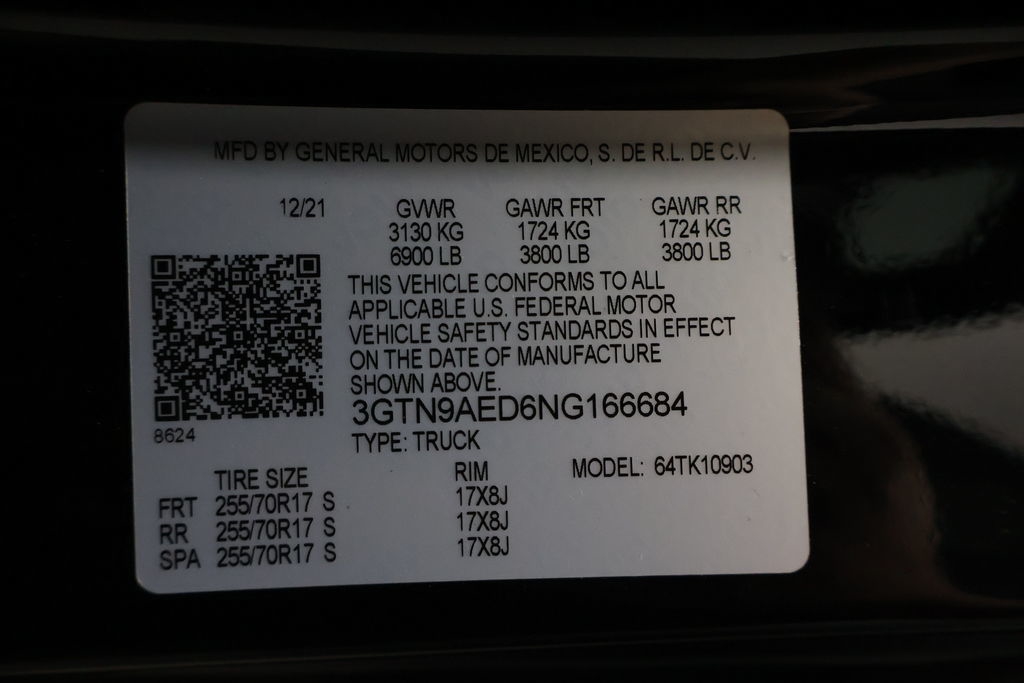 MFD BY GENERAL MOTORS DE MEXICO, S. DE R.L. DE C.V.
12/21 GVWR GAWR FRT GAWR RR
3130 KG 1724 KG 1724 KG
6900 LB 3800 LB 3800 LB
THIS VEHICLE CONFORMS TO ALL
APPLICABLE U.S. FEDERAL MOTOR
VEHICLE SAFETY STANDARDS IN EFFECT
ON THE DATE OF MANUFACTURE
SHOWN ABOVE.
3GTN9AED6NG166684
8624
TYPE: TRUCK
TIRE SIZE RIM MODEL: 64TK10903
FRT 255/70R17 S 17X8J
RR 255/70R17 S 17X8J
SPA 255/70R17 S 17X8J